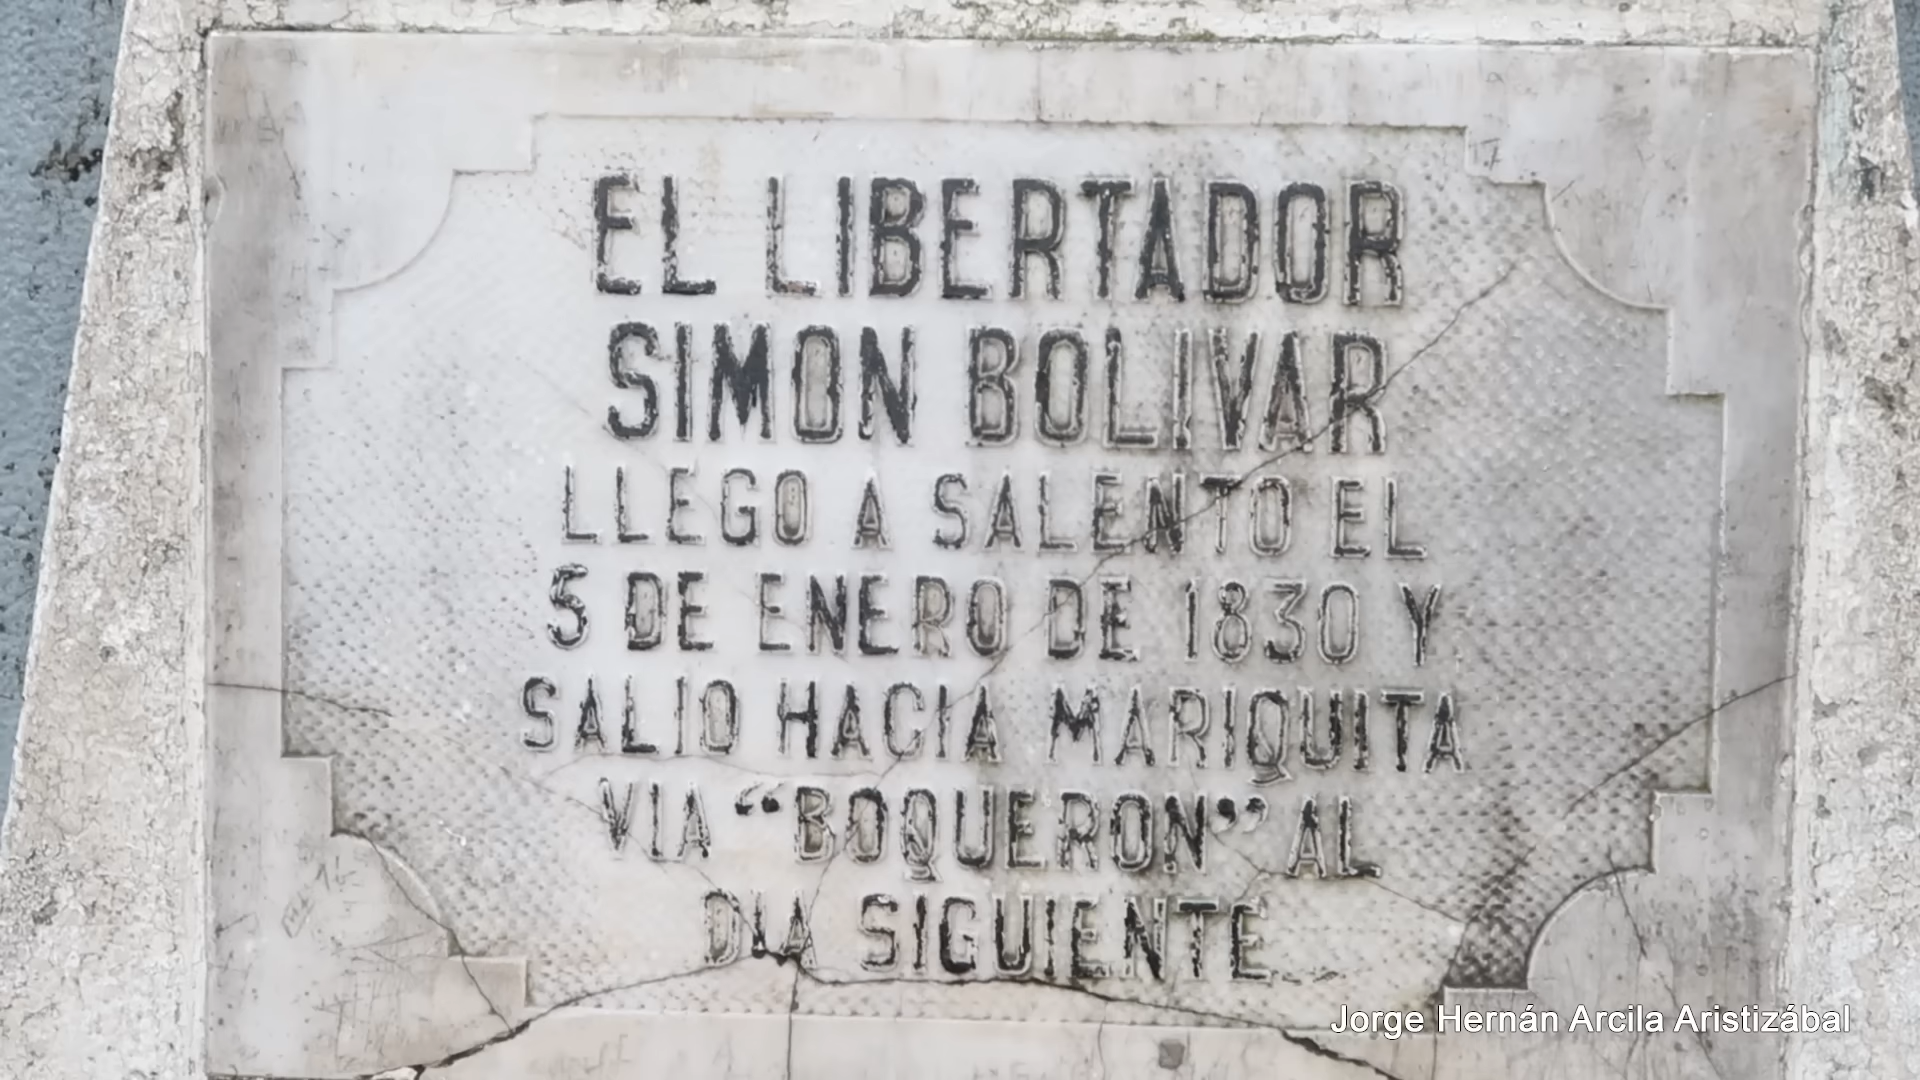 EL LIBERTADOR
SIMON BOLIVAR
LLEGO A SALENTO EL
5 DE ENERO DE 1830 Y
SALIO HACIA MARIQUITA
VIA “BOQUERON” AL
DIA SIGUIENTE
Jorge Hernán Arcila Aristizábal